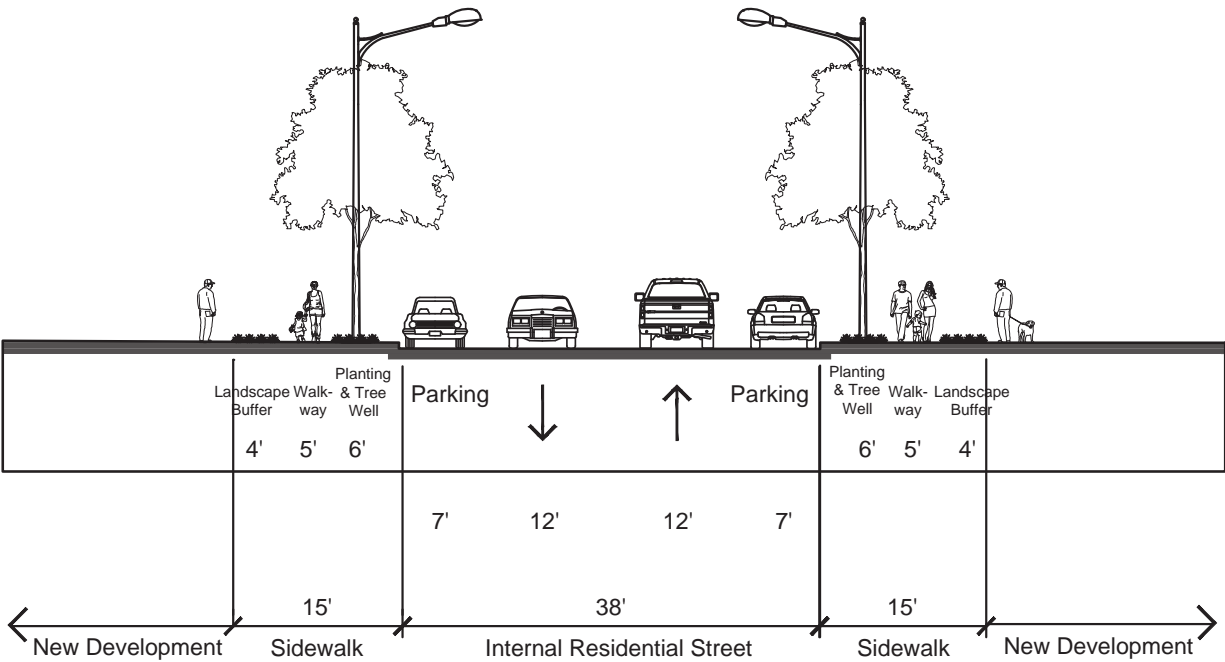 Landscape
Buffer
4'
Walk-
way
5'
Planting
& Tree
Well
6'
Parking
Parking
Planting
& Tree
Well
6'
Walk-
way
5'
Landscape
Buffer
4'
7'
12'
12'
7'
15'
38'
15'
New Development
Sidewalk
Internal Residential Street
Sidewalk
New Development